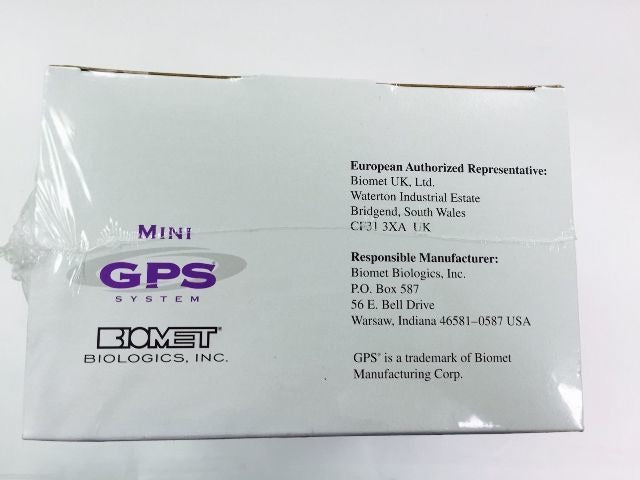 MINI
GPS®
SYSTEM
BIOMET®
BIOLOGICS, INC.
European Authorized Representative:
Biomet UK, Ltd.
Waterton Industrial Estate
Bridgend, South Wales
CF31 3XA UK
Responsible Manufacturer:
Biomet Biologics, Inc.
P.O. Box 587
56 E. Bell Drive
Warsaw, Indiana 46581–0587 USA
GPS® is a trademark of Biomet
Manufacturing Corp.